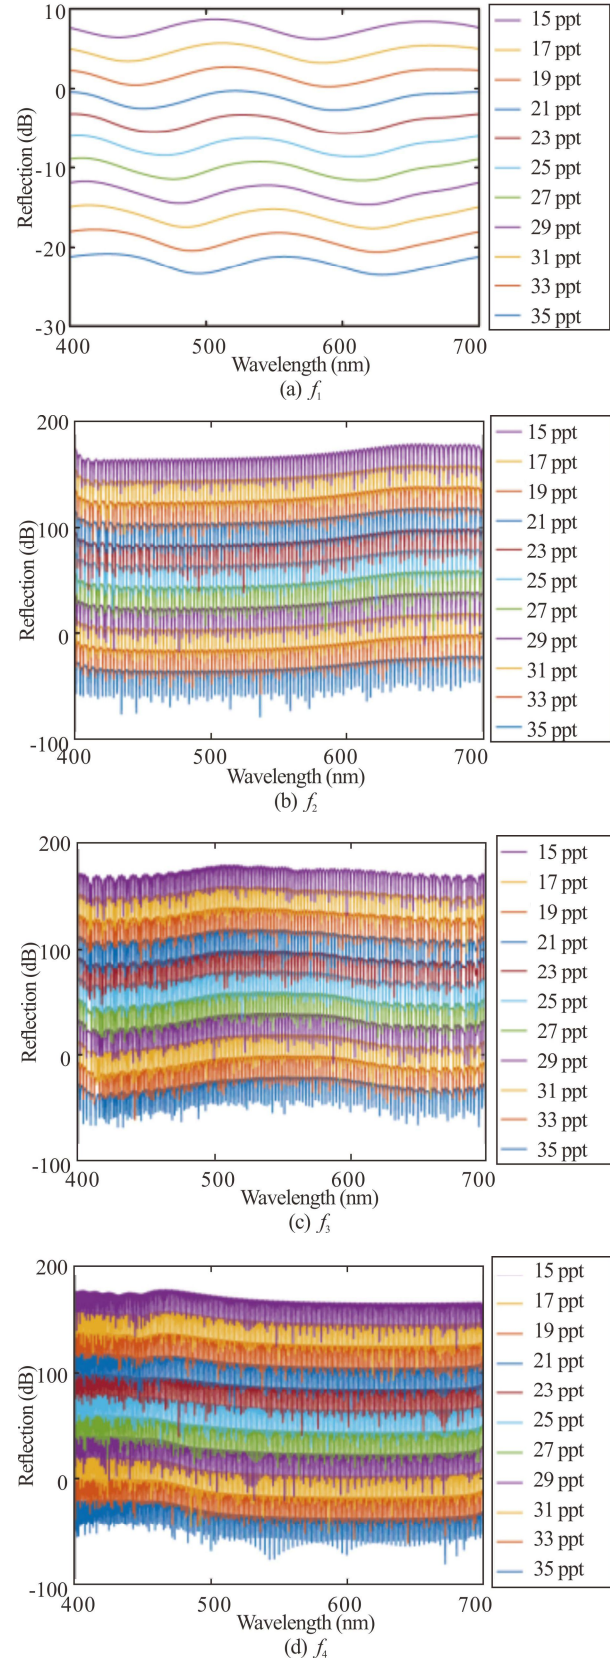 10
0
-10
-20
-30
Reflection (dB)
400
500
600
700
Wavelength (nm)
15 ppt
17 ppt
19 ppt
21 ppt
23 ppt
25 ppt
27 ppt
29 ppt
31 ppt
33 ppt
35 ppt
(a) f1
200
100
0
-100
Reflection (dB)
400
500
600
700
Wavelength (nm)
15 ppt
17 ppt
19 ppt
21 ppt
23 ppt
25 ppt
27 ppt
29 ppt
31 ppt
33 ppt
35 ppt
(b) f2
200
100
0
-100
Reflection (dB)
400
500
600
700
Wavelength (nm)
15 ppt
17 ppt
19 ppt
21 ppt
23 ppt
25 ppt
27 ppt
29 ppt
31 ppt
33 ppt
35 ppt
(c) f3
200
100
0
-100
Reflection (dB)
400
500
600
700
Wavelength (nm)
15 ppt
17 ppt
19 ppt
21 ppt
23 ppt
25 ppt
27 ppt
29 ppt
31 ppt
33 ppt
35 ppt
(d) f4